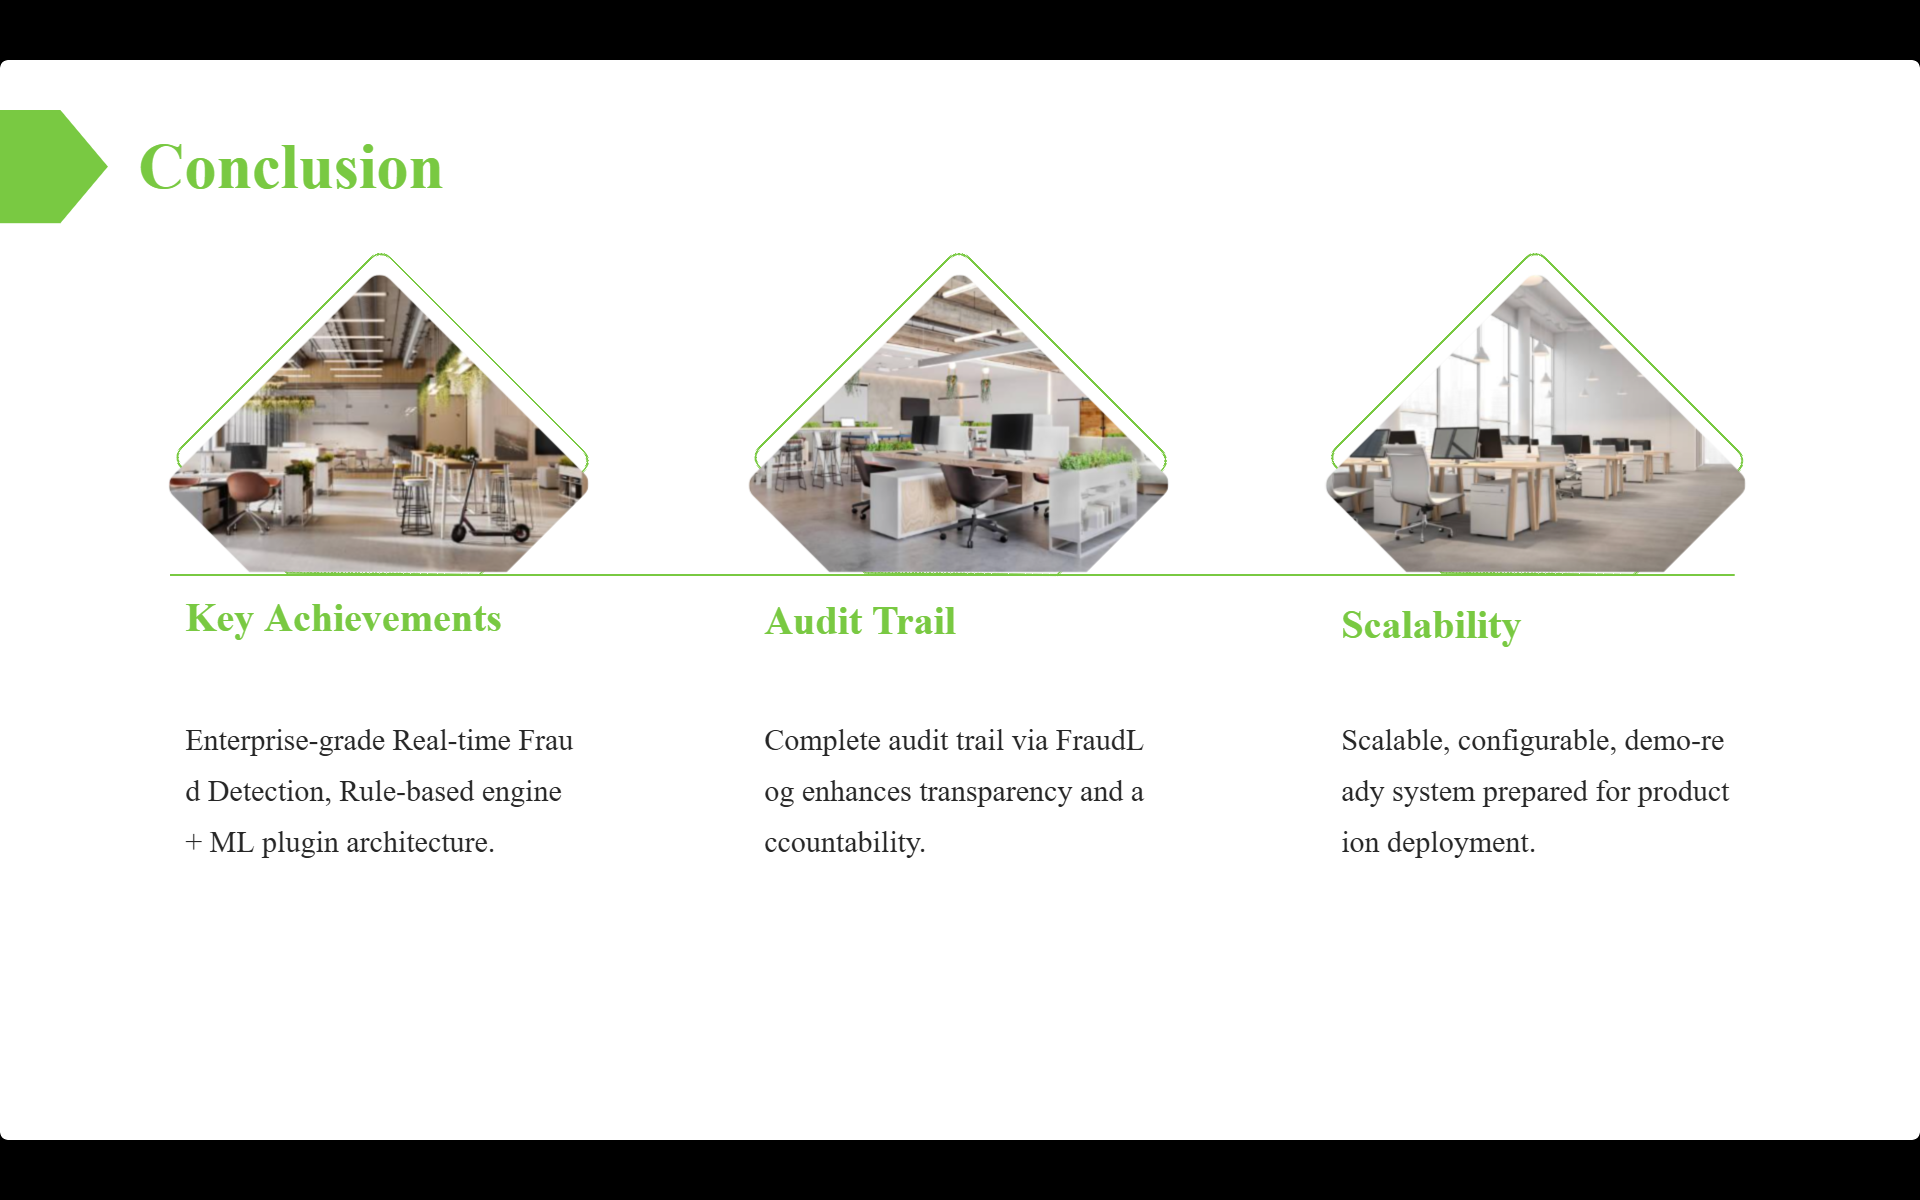 Conclusion
Key Achievements
Enterprise-grade Real-time Frau
d Detection, Rule-based engine
+ ML plugin architecture.
Audit Trail
Complete audit trail via FraudL
og enhances transparency and a
ccountability.
Scalability
Scalable, configurable, demo-re
ady system prepared for product
ion deployment.